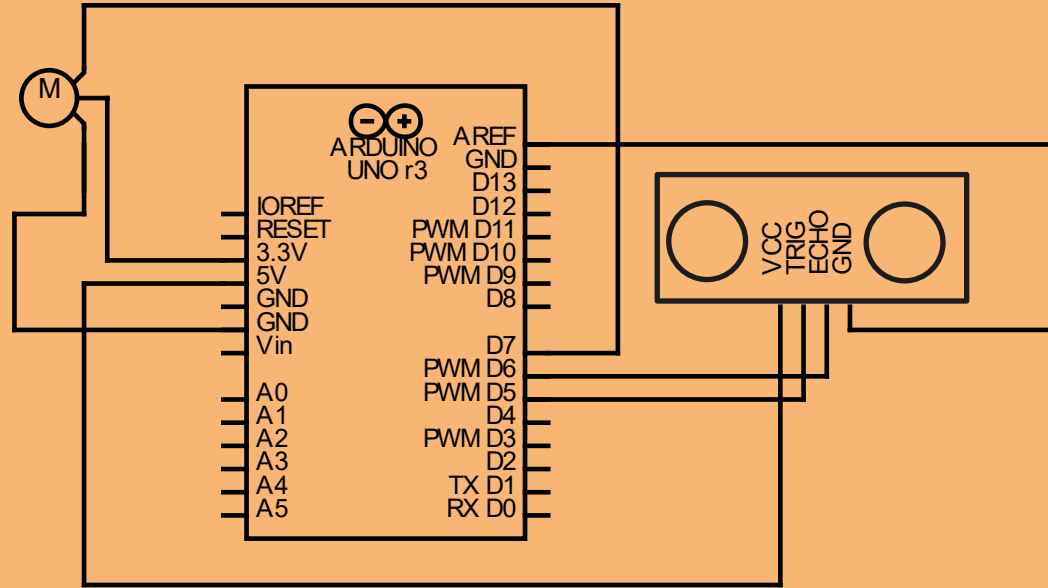 M
ARDUINO
UNO r3
IOREF
RESET
3.3V
5V
GND
GND
Vin
A0
A1
A2
A3
A4
A5
AREF
GND
D13
D12
PWM D11
PWM D10
PWM D9
D8
D7
PWM D6
PWM D5
D4
PWM D3
D2
TX D1
RX D0
VCC
TRIG
ECHO
GND